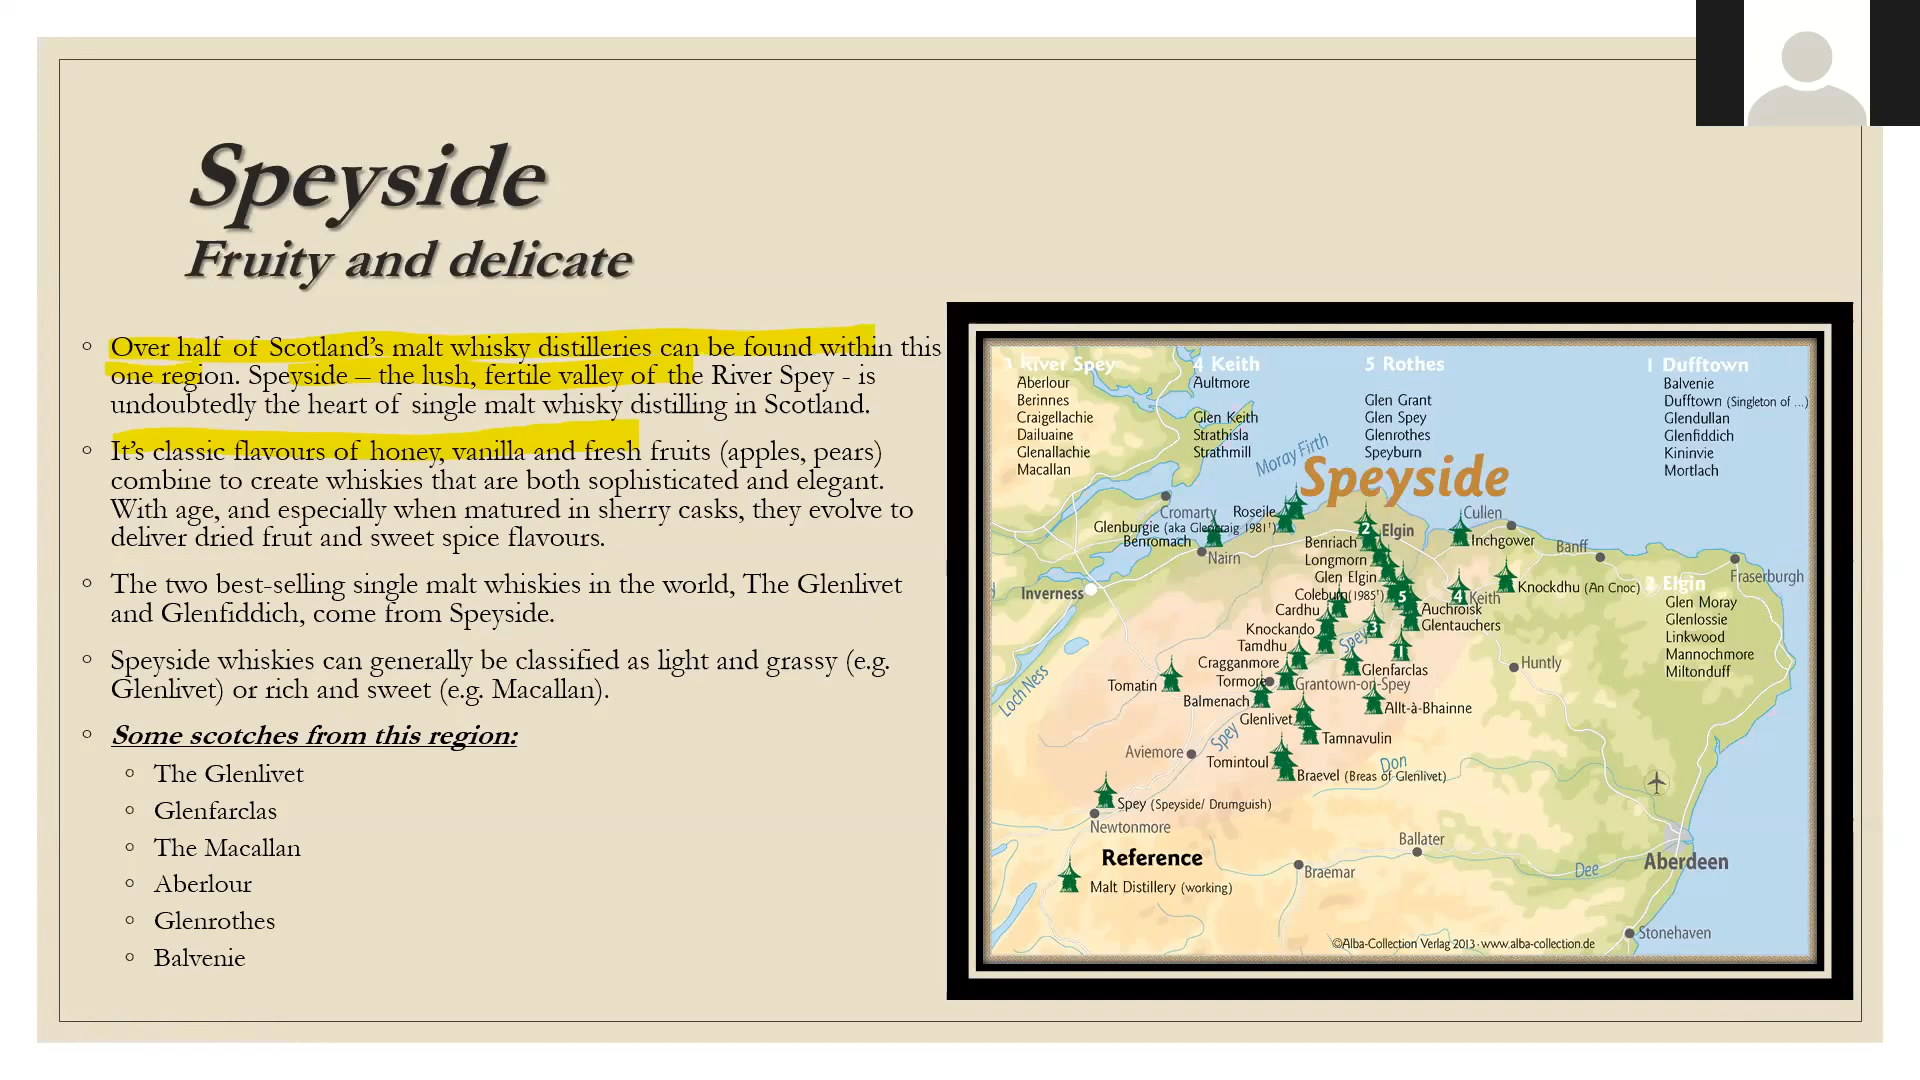 Speyside
Fruity and delicate
Over half of Scotland's malt whisky distilleries can be found within this
one region. Speyside – the lush, fertile valley of the River Spey - is
undoubtedly the heart of single malt whisky distilling in Scotland.
It's classic flavours of honey, vanilla and fresh fruits (apples, pears)
combine to create whiskies that are both sophisticated and elegant.
With age, and especially when matured in sherry casks, they evolve to
deliver dried fruit and sweet spice flavours.
The two best-selling single malt whiskies in the world, The Glenlivet
and Glenfiddich, come from Speyside.
Speyside whiskies can generally be classified as light and grassy (e.g.
Glenlivet) or rich and sweet (e.g. Macallan).
Some scotches from this region:
The Glenlivet
Glenfarclas
The Macallan
Aberlour
Glenrothes
Balvenie
3 River Spey
Aberlour
Berinnes
Craigellachie
Dailuaine
Glenallachie
Macallan
4 Keith
Aultmore
Glen Keith
Strathisla
Strathmill
5 Rothes
Glen Grant
Glen Spey
Glenrothes
Speyburn
1 Dufftown
Balvenie
Dufftown (Singleton of ...)
Glendullan
Glenfiddich
Kininvie
Mortlach
Moray Firth
Speyside
Cromarty
Roseile
Glenburgie (aka Glencraig 1981†)
Benromach
Nairn
2
Elgin
Cullen
Inchgower
Banff
Fraserburgh
Benriach
Longmorn
Glen Elgin
Coleburn (1985†)
5
4
Keith
Knockdhu (An Cnoc)
2 Elgin
Glen Moray
Glenlossie
Linkwood
Mannochmore
Miltonduff
Inverness
Cardhu
Auchroisk
Glentauchers
Knockando
3
Spey
1
Tamdhu
Cragganmore
Glenfarclas
Huntly
Tormore
Grantown-on-Spey
Tomatin
Loch Ness
Balmenach
Allt-à-Bhainne
Glenlivet
Tamnavulin
Spey
Aviemore
Tomintoul
Don
Braevel (Breas of Glenlivet)
Spey (Speyside/ Drumguish)
Newtonmore
Ballater
Reference
Malt Distillery (working)
Braemar
Dee
Aberdeen
Stonehaven
©Alba-Collection Verlag 2013 · www.alba-collection.de